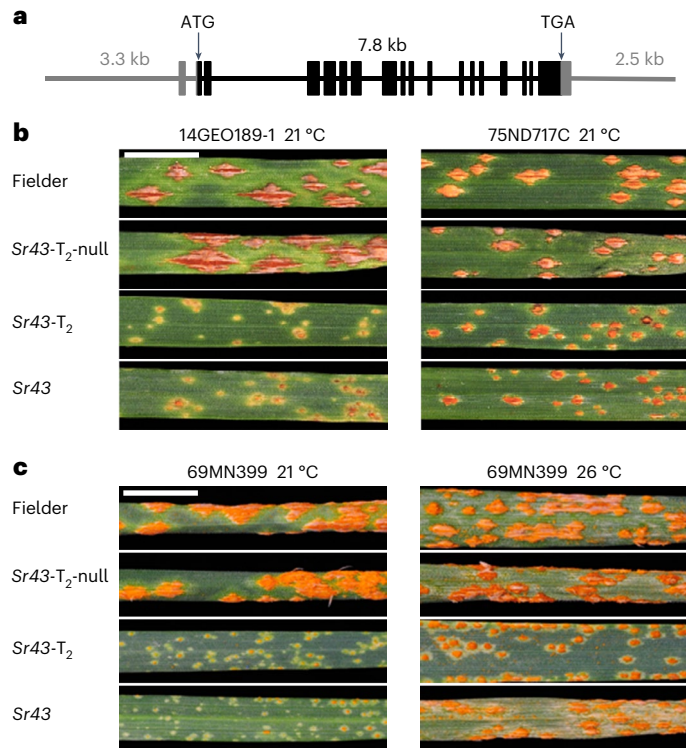 a
ATG
TGA
3.3 kb
7.8 kb
2.5 kb
b
14GEO189-1 21 °C
75ND717C 21 °C
Fielder
Sr43-T2-null
Sr43-T2
Sr43
c
69MN399 21 °C
69MN399 26 °C
Fielder
Sr43-T2-null
Sr43-T2
Sr43